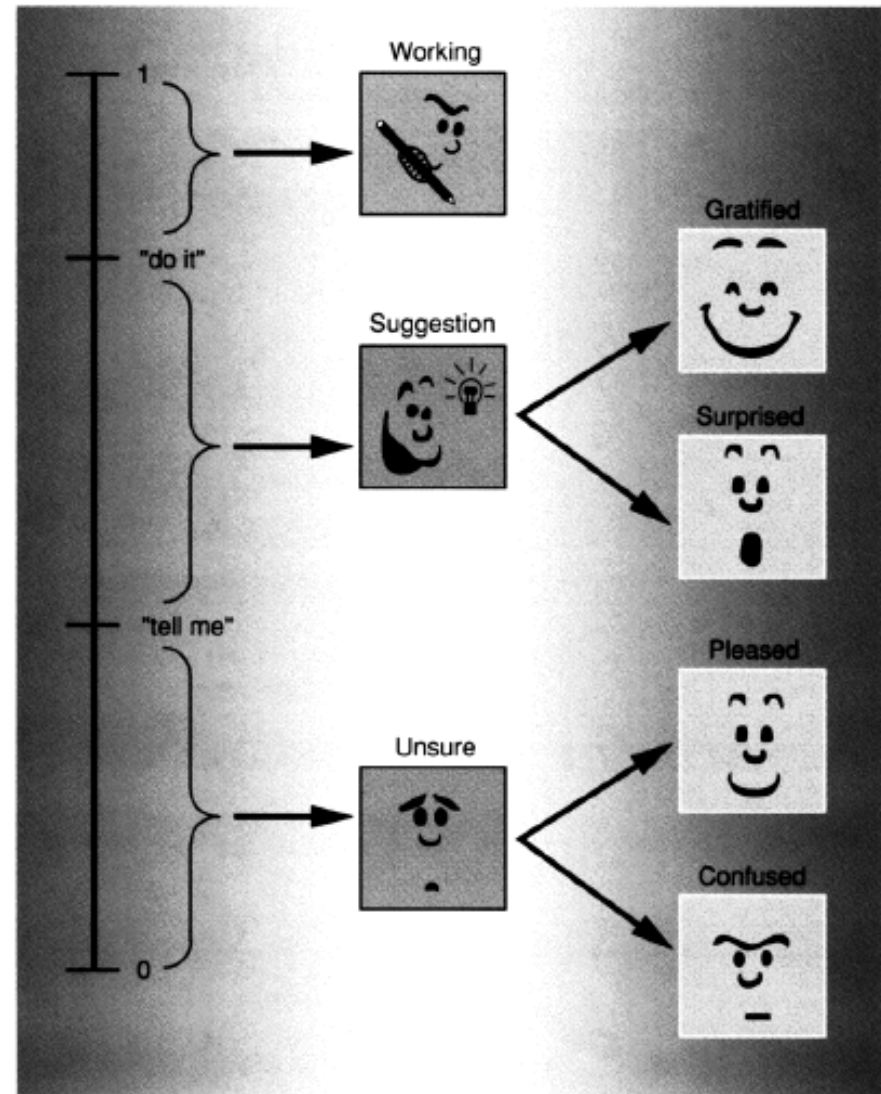 Working
1
Gratified
"do it"
Suggestion
Surprised
"tell me"
Pleased
Unsure
Confused
0